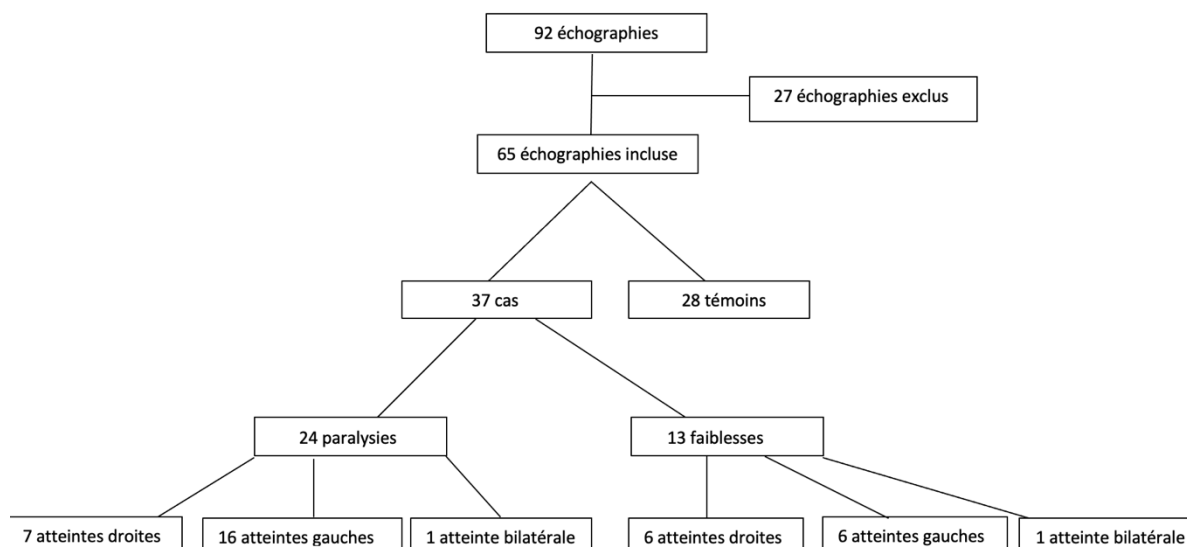 92 échographies
27 échographies exclus
65 échographies incluse
37 cas
28 témoins
24 paralysies
13 faiblesses
7 atteintes droites
16 atteintes gauches
1 atteinte bilatérale
6 atteintes droites
6 atteintes gauches
1 atteinte bilatérale